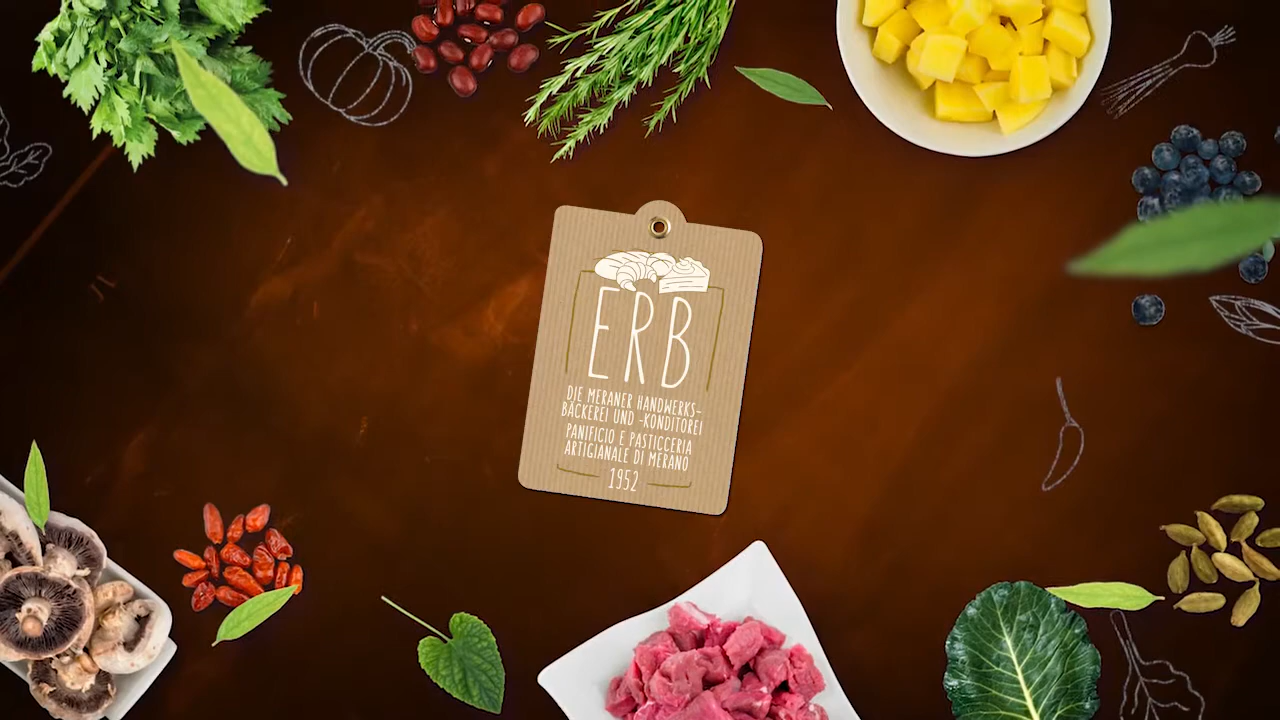 ERB
DIE MERANER HANDWERKS-
BÄCKEREI UND -KONDITOREI
PANIFICIO E PASTICCERIA
ARTIGIANALE DI MERANO
1952